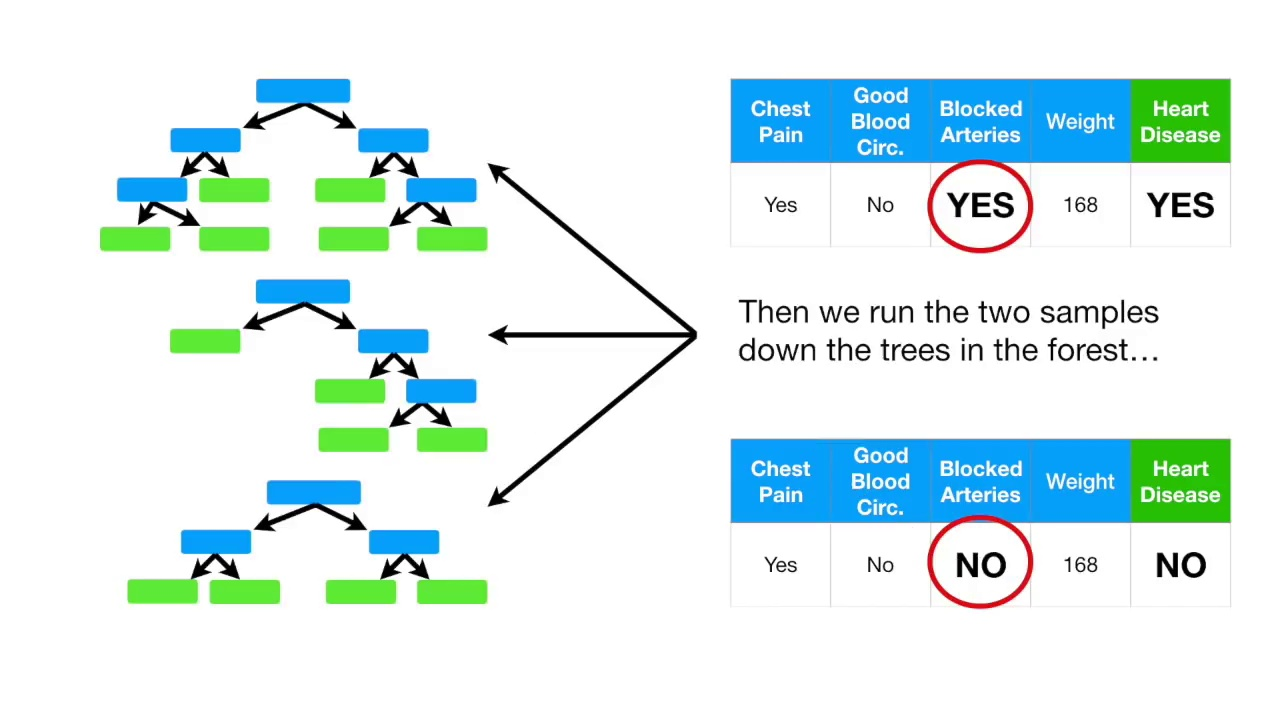 Chest Pain
Good Blood Circ.
Blocked Arteries
Weight
Heart Disease
Yes
No
YES
168
YES
Then we run the two samples
down the trees in the forest…
Chest Pain
Good Blood Circ.
Blocked Arteries
Weight
Heart Disease
Yes
No
NO
168
NO